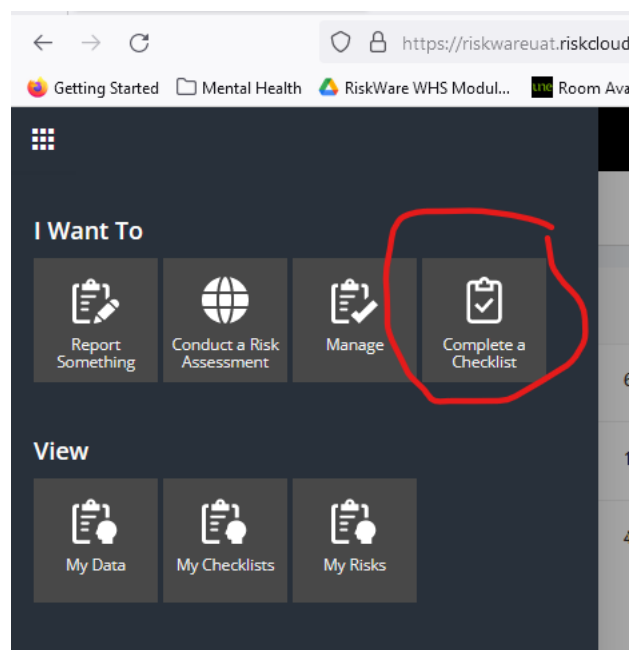 https://riskwareuat.riskcloud
Getting Started Mental Health RiskWare WHS Modul... une Room Ava
I Want To
Report Something Conduct a Risk Assessment Manage Complete a Checklist
View
My Data My Checklists My Risks